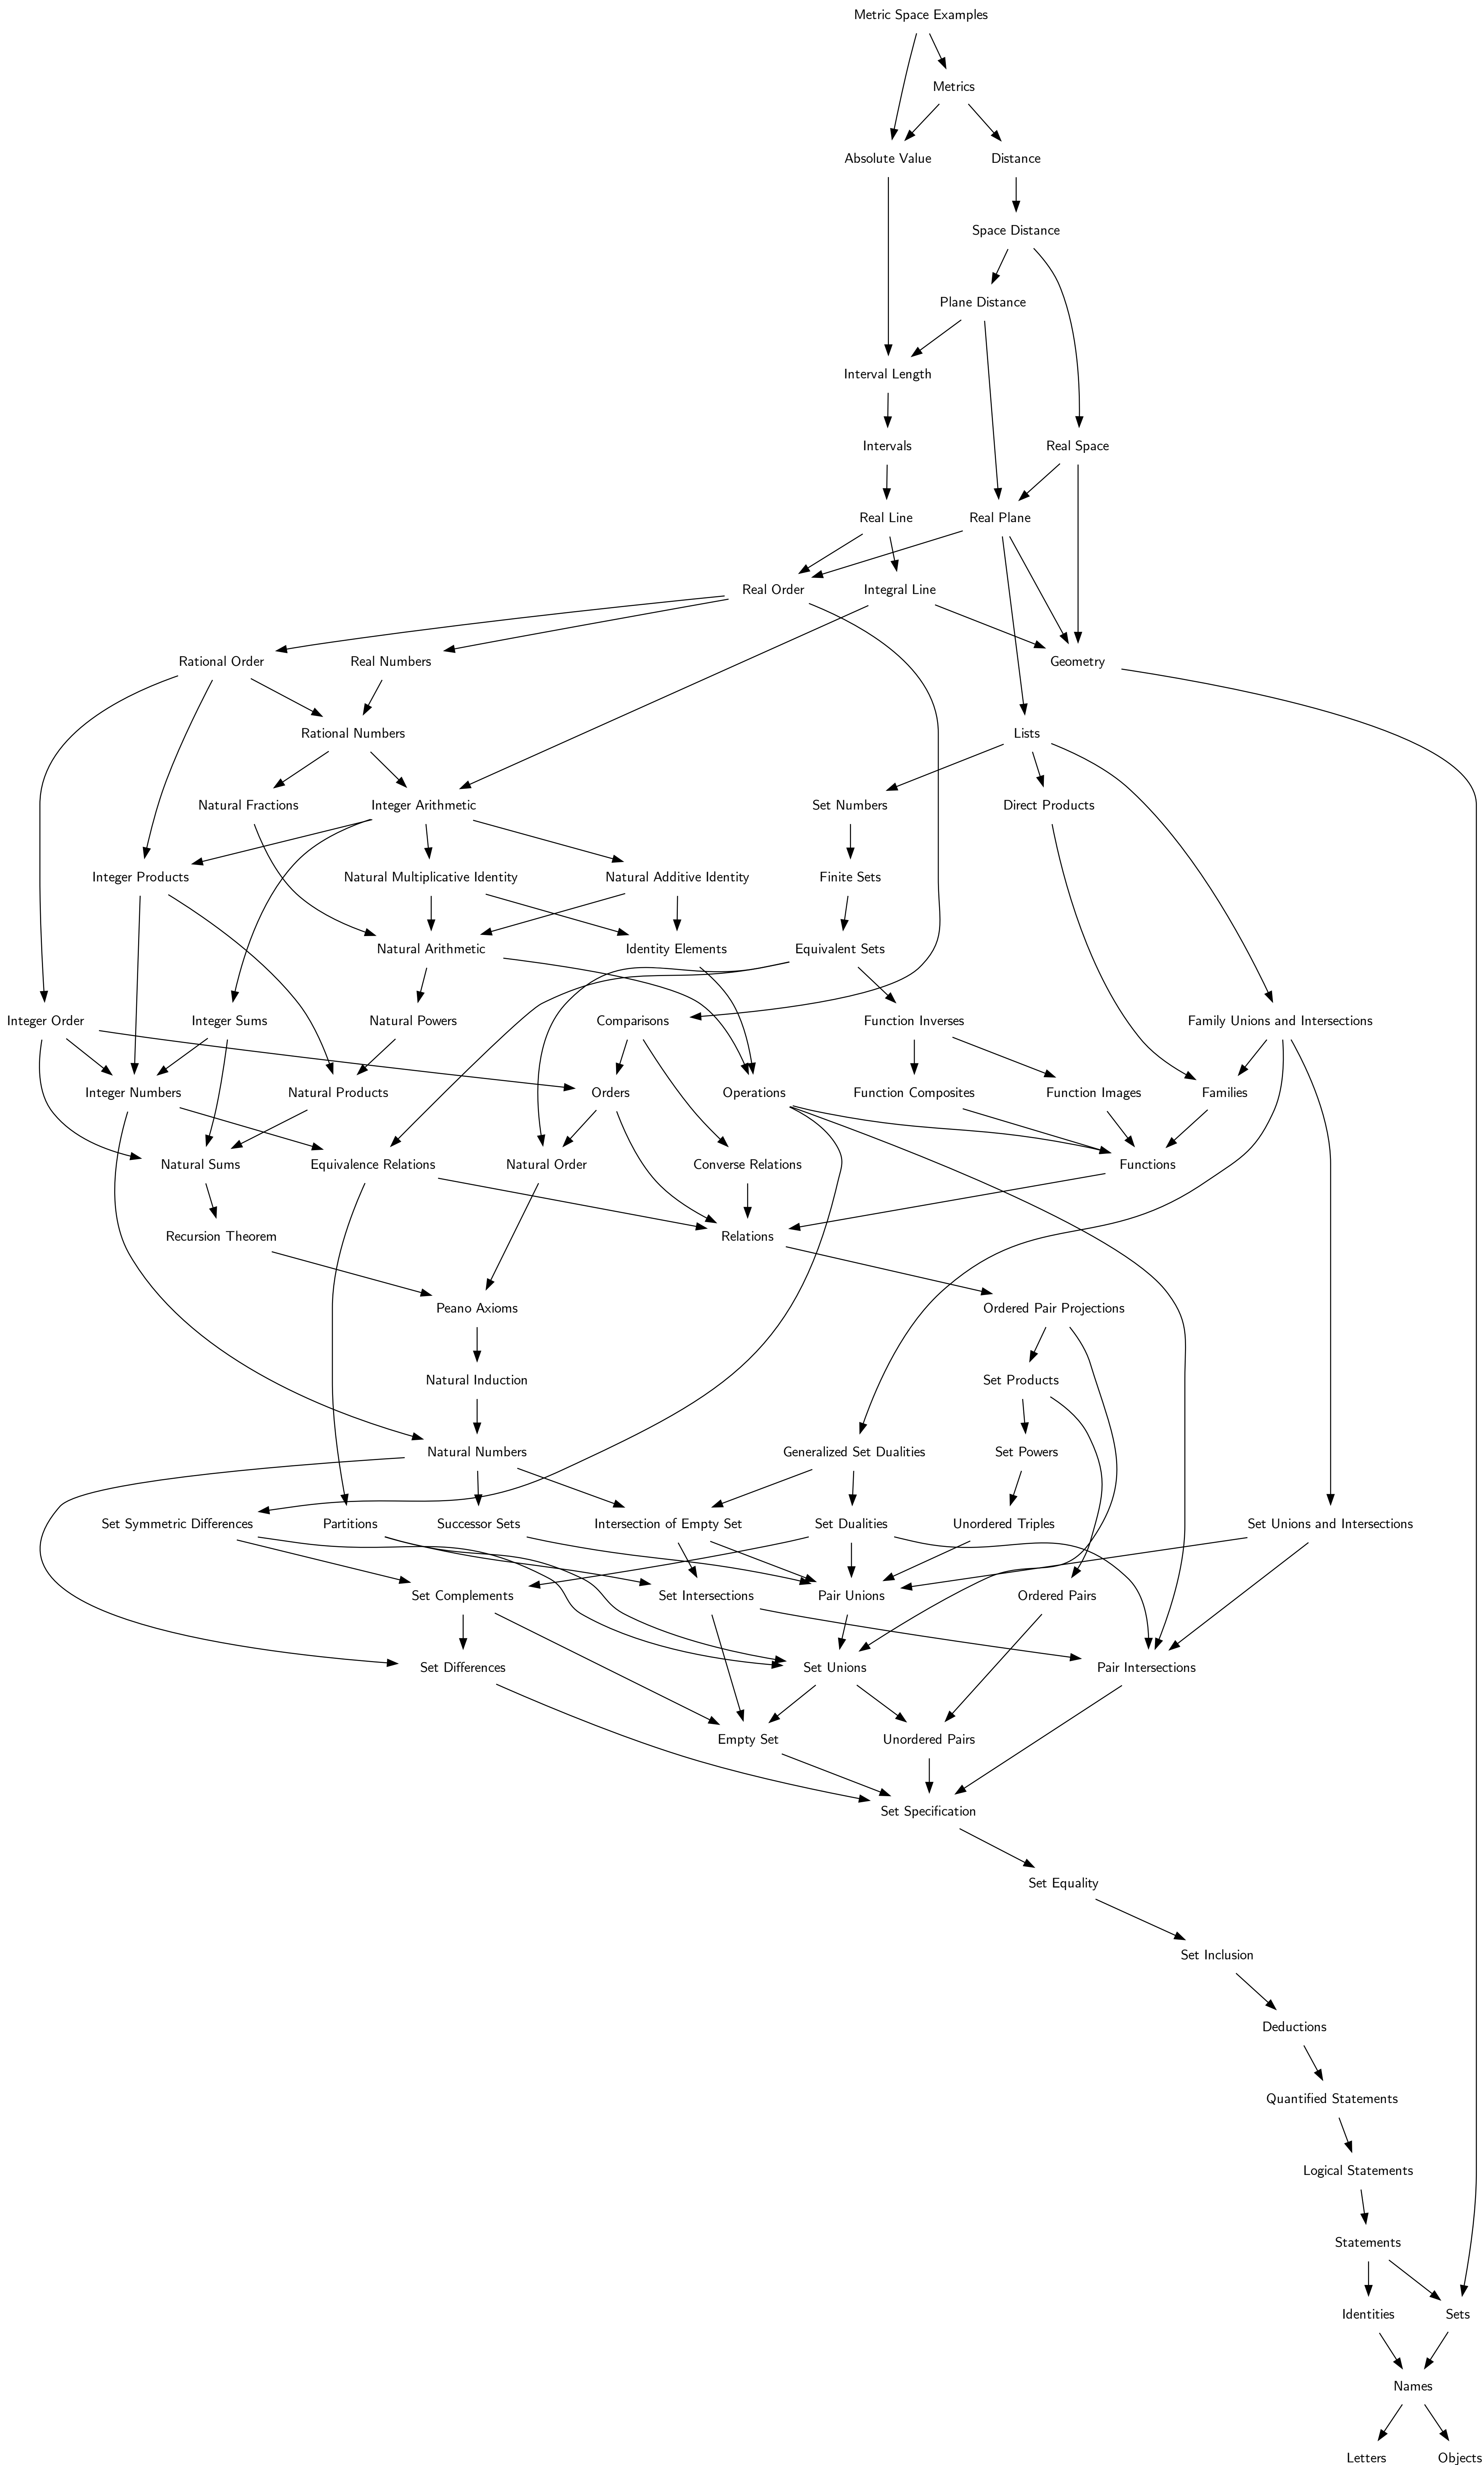 Metric Space Examples
Metrics
Absolute Value
Distance
Space Distance
Plane Distance
Interval Length
Intervals
Real Space
Real Line
Real Plane
Real Order
Integral Line
Rational Order
Real Numbers
Geometry
Rational Numbers
Lists
Natural Fractions
Integer Arithmetic
Set Numbers
Direct Products
Integer Products
Natural Multiplicative Identity
Natural Additive Identity
Finite Sets
Natural Arithmetic
Identity Elements
Equivalent Sets
Integer Order
Integer Sums
Natural Powers
Comparisons
Function Inverses
Family Unions and Intersections
Integer Numbers
Natural Products
Orders
Operations
Function Composites
Function Images
Families
Natural Sums
Equivalence Relations
Natural Order
Converse Relations
Functions
Recursion Theorem
Relations
Peano Axioms
Ordered Pair Projections
Natural Induction
Set Products
Natural Numbers
Generalized Set Dualities
Set Powers
Set Symmetric Differences
Partitions
Successor Sets
Intersection of Empty Set
Set Dualities
Unordered Triples
Set Unions and Intersections
Set Complements
Set Intersections
Pair Unions
Ordered Pairs
Set Differences
Set Unions
Pair Intersections
Empty Set
Unordered Pairs
Set Specification
Set Equality
Set Inclusion
Deductions
Quantified Statements
Logical Statements
Statements
Identities
Sets
Names
Letters
Objects